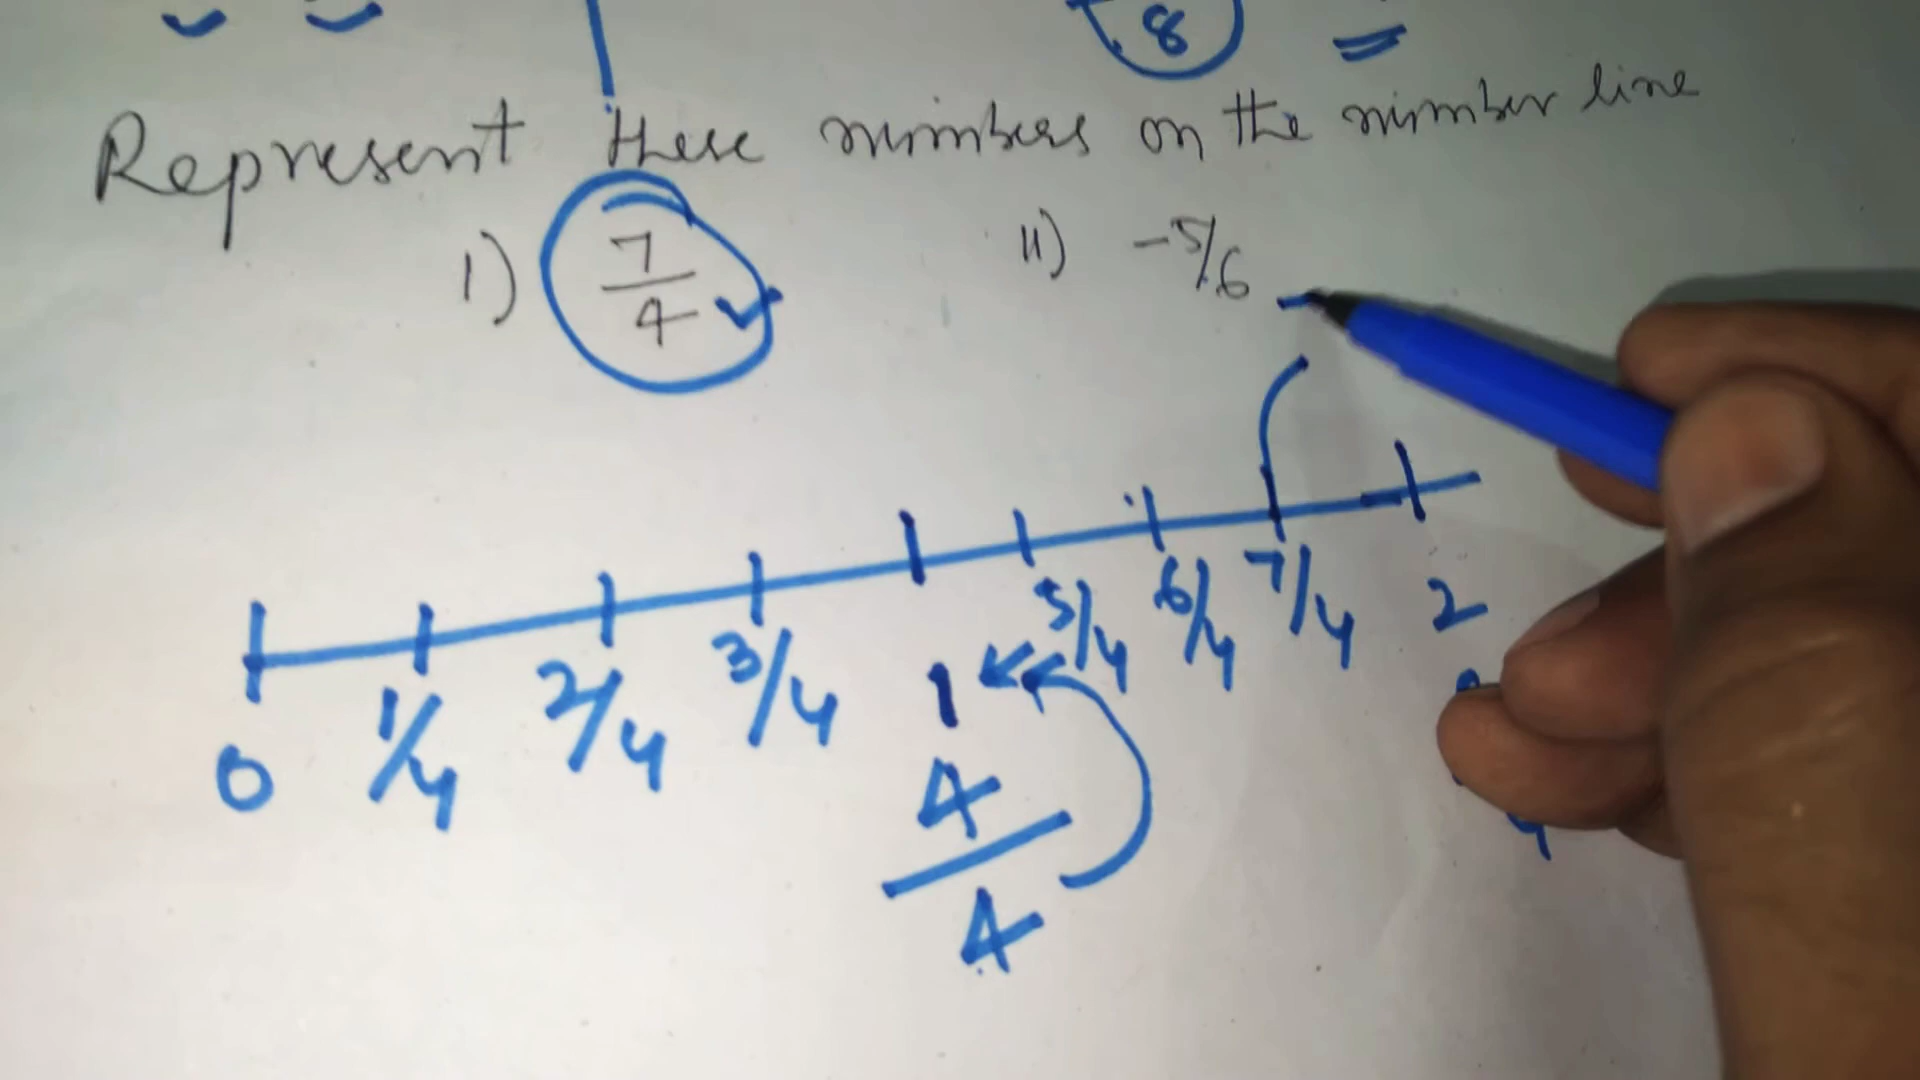 8
Represent these numbers on the number line
I) 7/4 II) -5/6
0 1/4 2/4 3/4 1 5/4 6/4 7/4 2
4/4